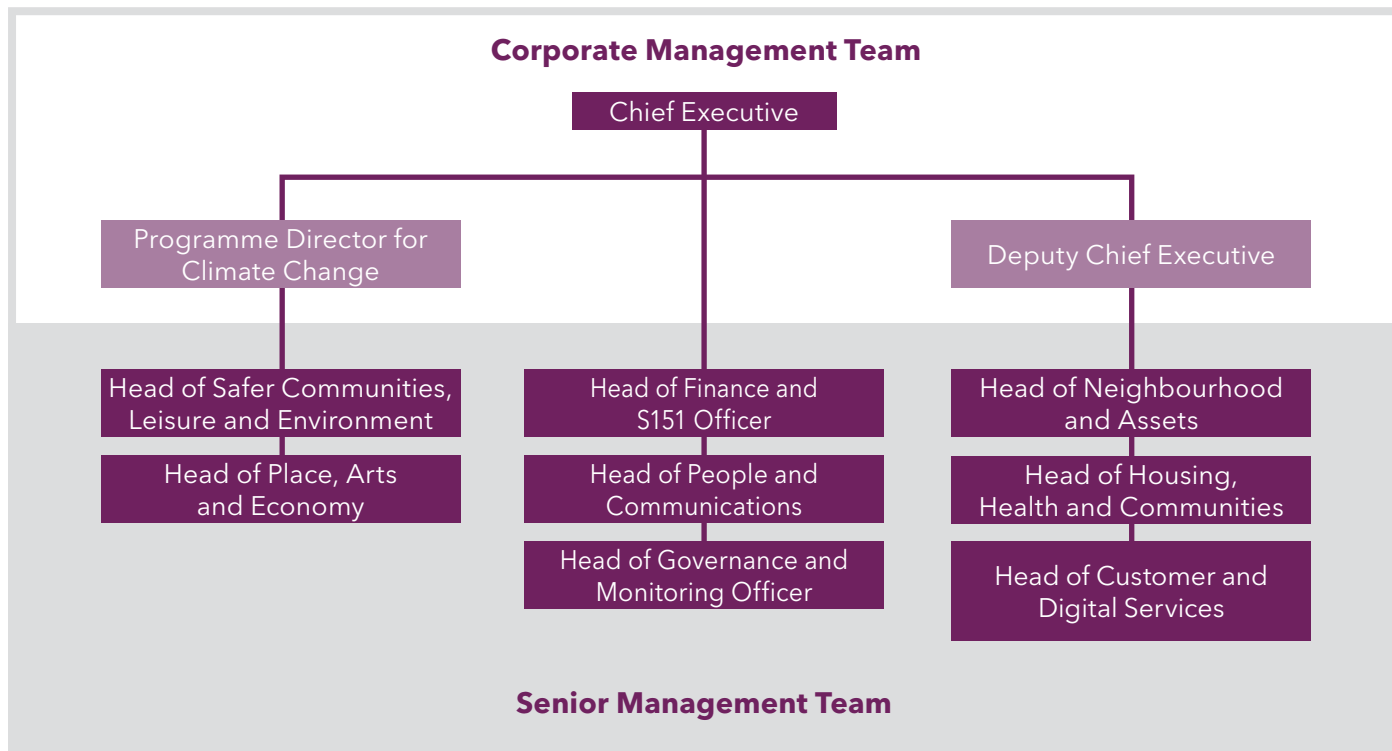 Corporate Management Team
Chief Executive
Programme Director for
Climate Change
Deputy Chief Executive
Head of Safer Communities,
Leisure and Environment
Head of Place, Arts
and Economy
Head of Finance and
S151 Officer
Head of People and
Communications
Head of Governance and
Monitoring Officer
Head of Neighbourhood
and Assets
Head of Housing,
Health and Communities
Head of Customer and
Digital Services
Senior Management Team